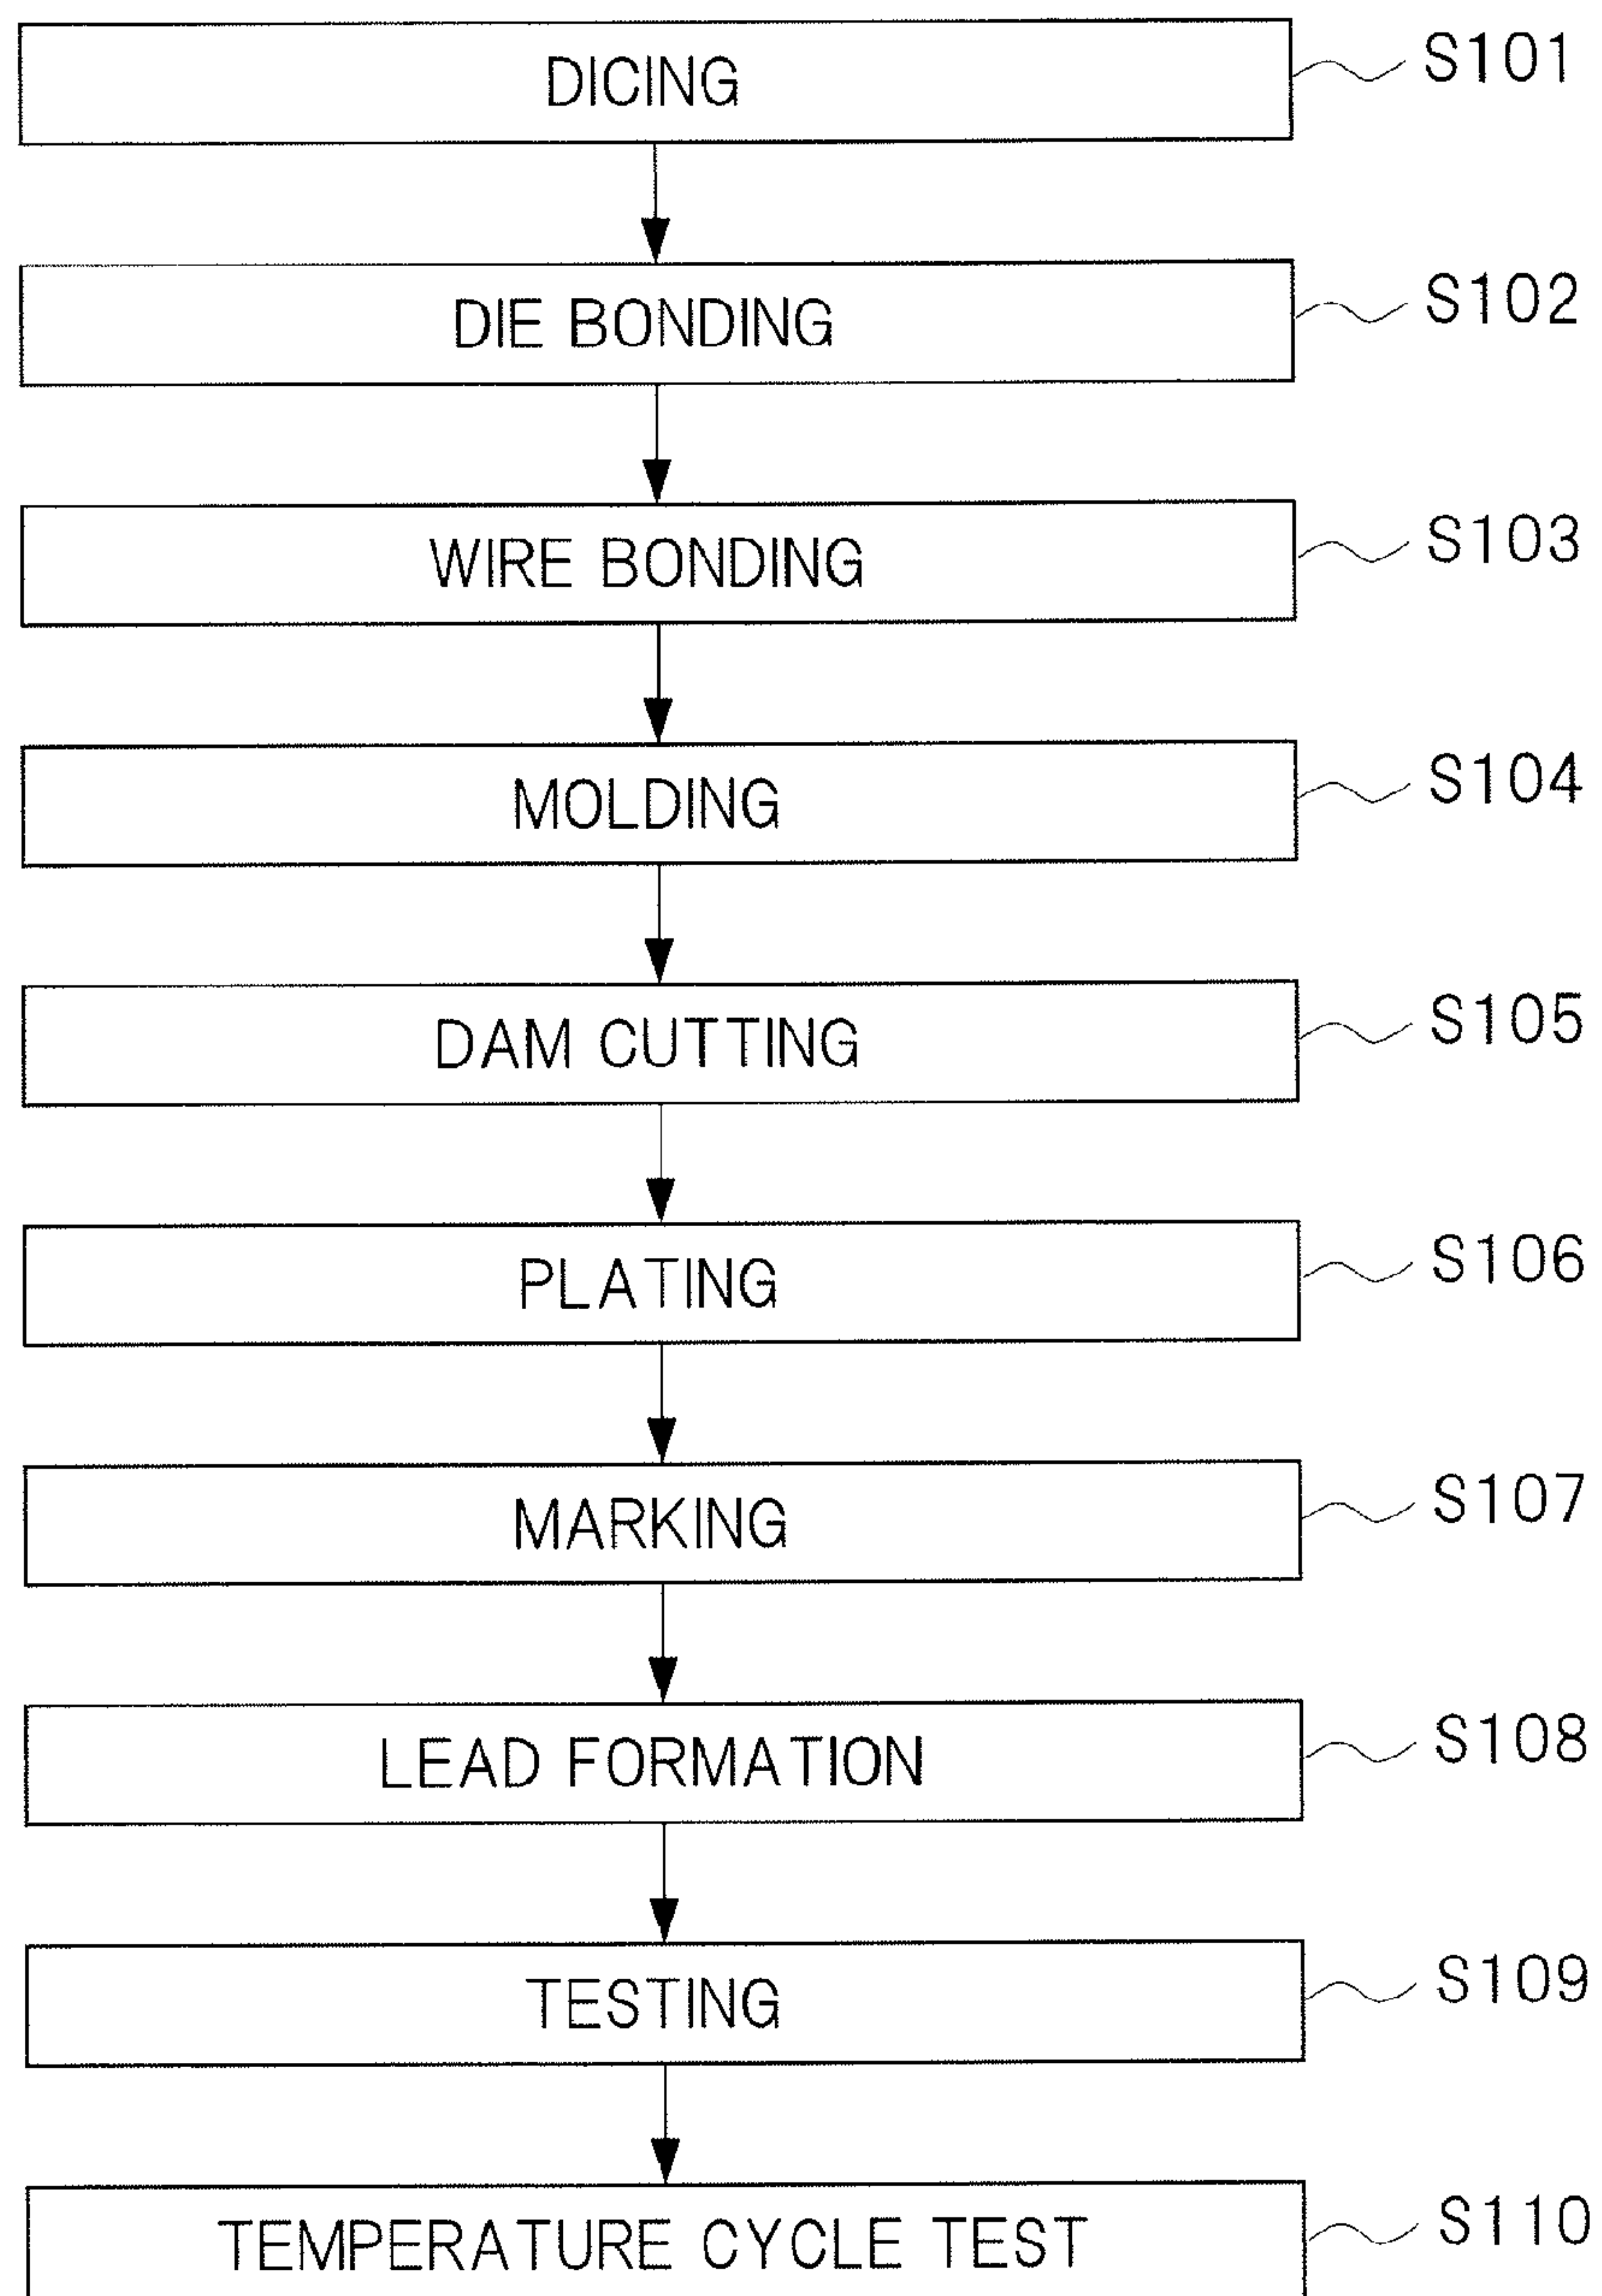 DICING S101
DIE BONDING S102
WIRE BONDING S103
MOLDING S104
DAM CUTTING S105
PLATING S106
MARKING S107
LEAD FORMATION S108
TESTING S109
TEMPERATURE CYCLE TEST S110